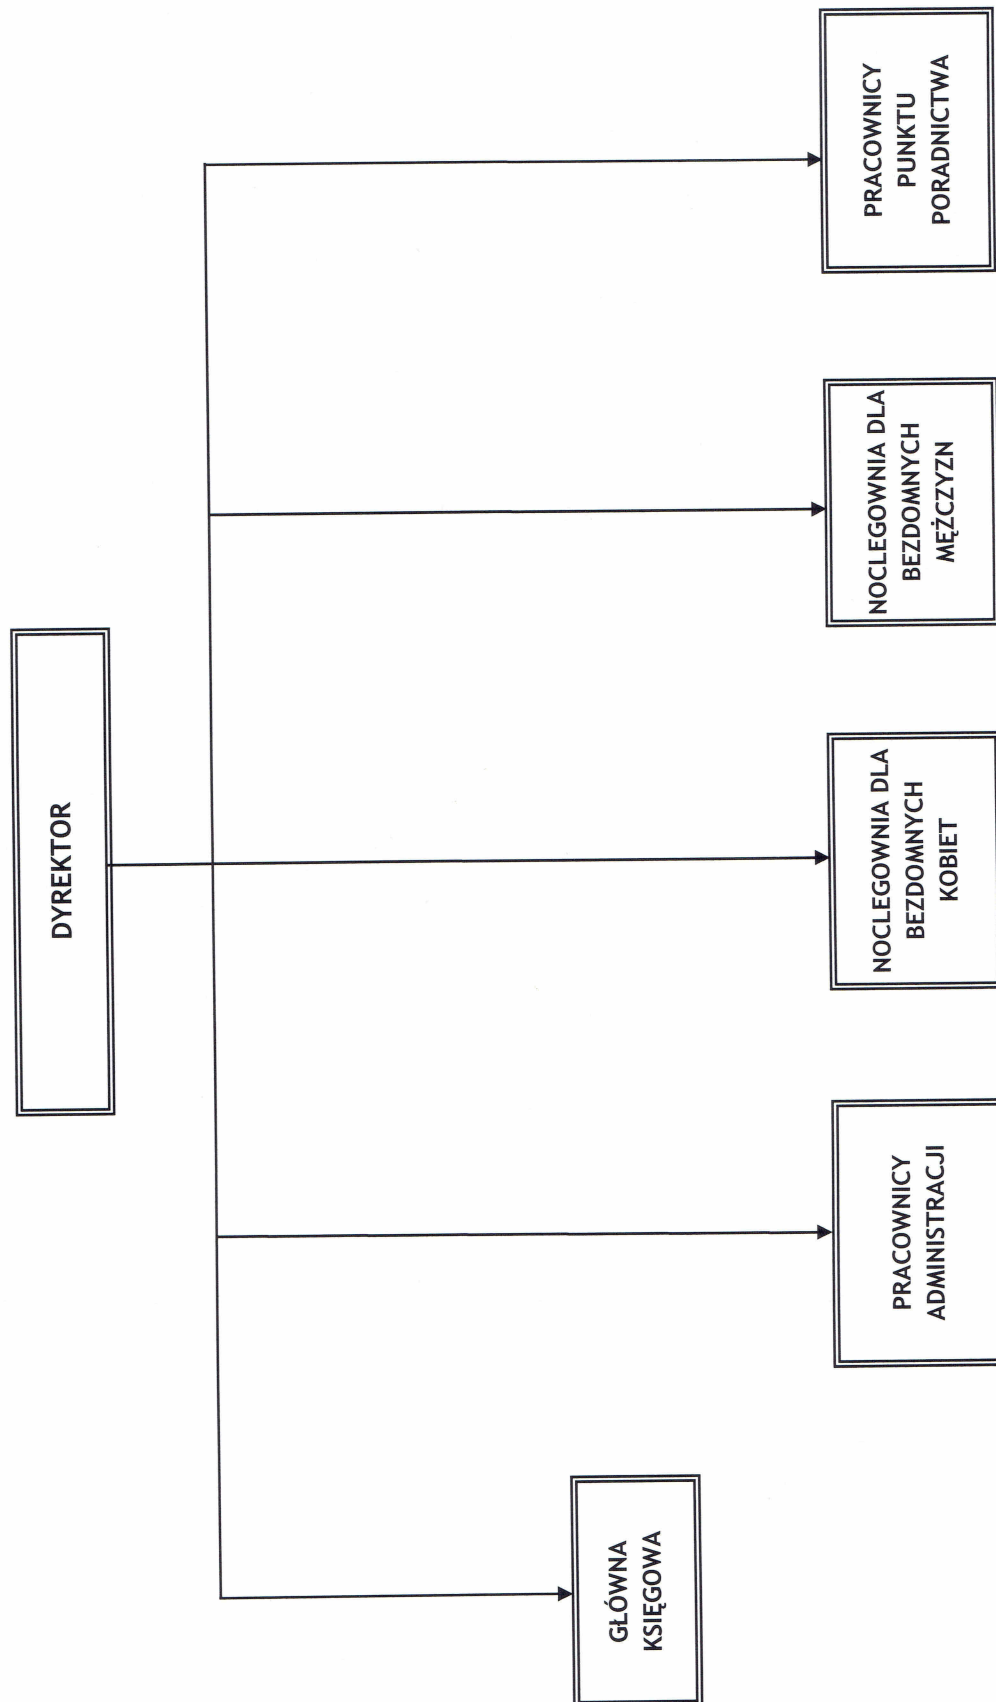 DYREKTOR
GŁÓWNA
KSIĘGOWA
PRACOWNICY
ADMINISTRACJI
NOCLEGOWNIA DLA
BEZDOMNYCH
KOBIET
NOCLEGOWNIA DLA
BEZDOMNYCH
MĘŻCZYZN
PRACOWNICY
PUNKTU
PORADNICTWA